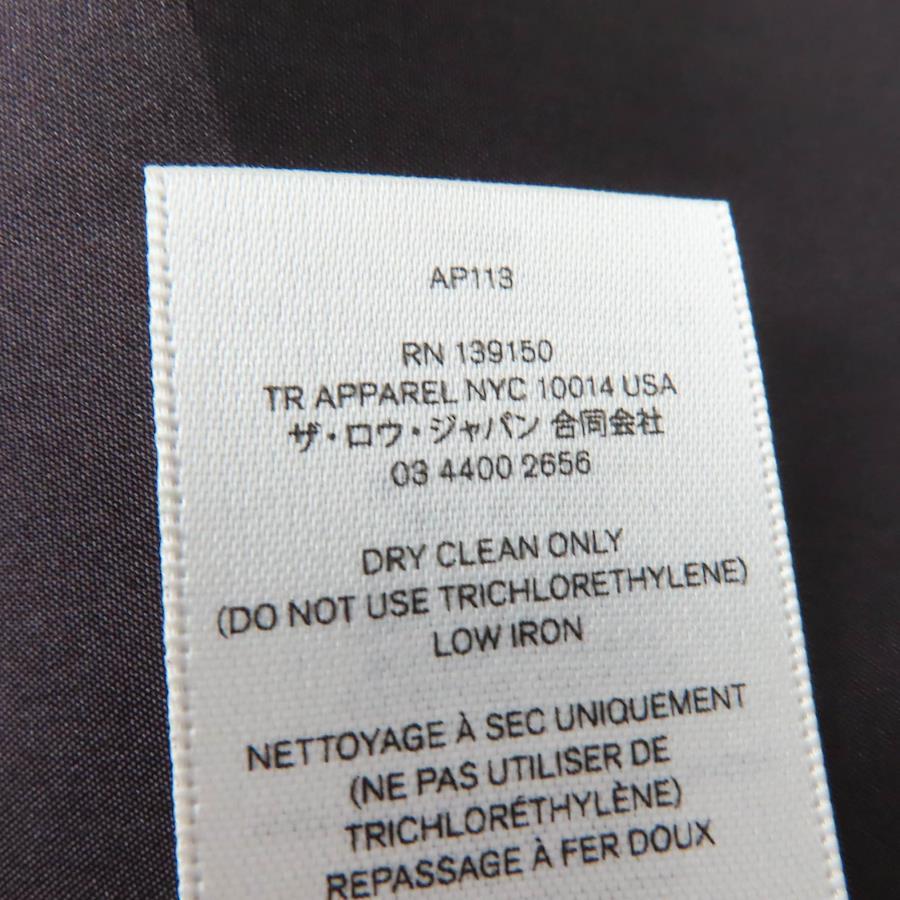 AP113
RN 139150
TR APPAREL NYC 10014 USA
ザ・ロウ・ジャパン 合同会社
03 4400 2656
DRY CLEAN ONLY
(DO NOT USE TRICHLORETHYLENE)
LOW IRON
NETTOYAGE À SEC UNIQUEMENT
(NE PAS UTILISER DE
TRICHLORÉTHYLÈNE)
REPASSAGE À FER DOUX